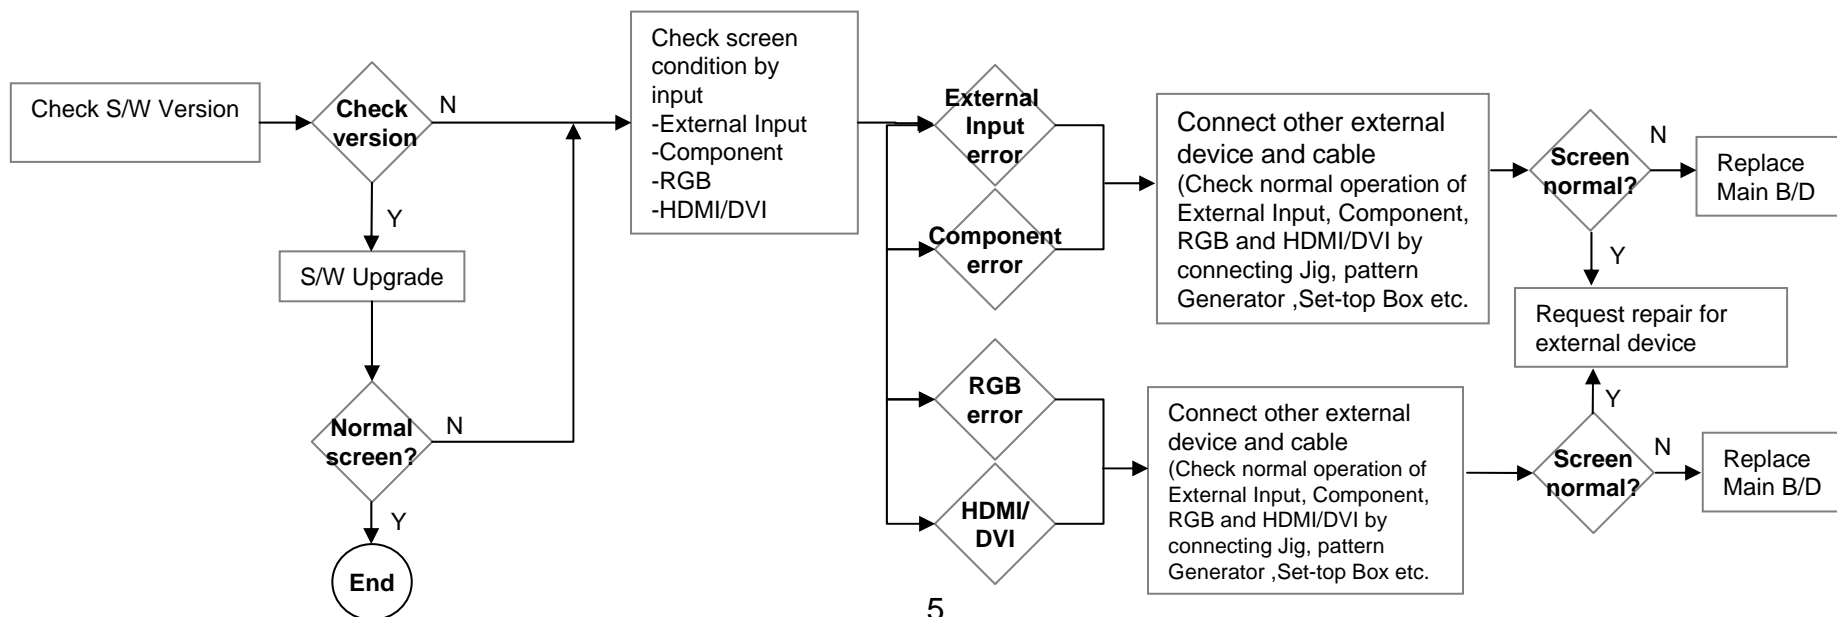 Check S/W Version
Check
version
N
Y
S/W Upgrade
Normal
screen?
N
Y
End
Check screen
condition by
input
-External Input
-Component
-RGB
-HDMI/DVI
External
Input
error
Component
error
RGB
error
HDMI/
DVI
Connect other external
device and cable
(Check normal operation of
External Input, Component,
RGB and HDMI/DVI by
connecting Jig, pattern
Generator ,Set-top Box etc.
Connect other external
device and cable
(Check normal operation of
External Input, Component,
RGB and HDMI/DVI by
connecting Jig, pattern
Generator ,Set-top Box etc.
Screen
normal?
N
Replace
Main B/D
Y
Request repair for
external device
Y
Screen
normal?
N
Replace
Main B/D
5